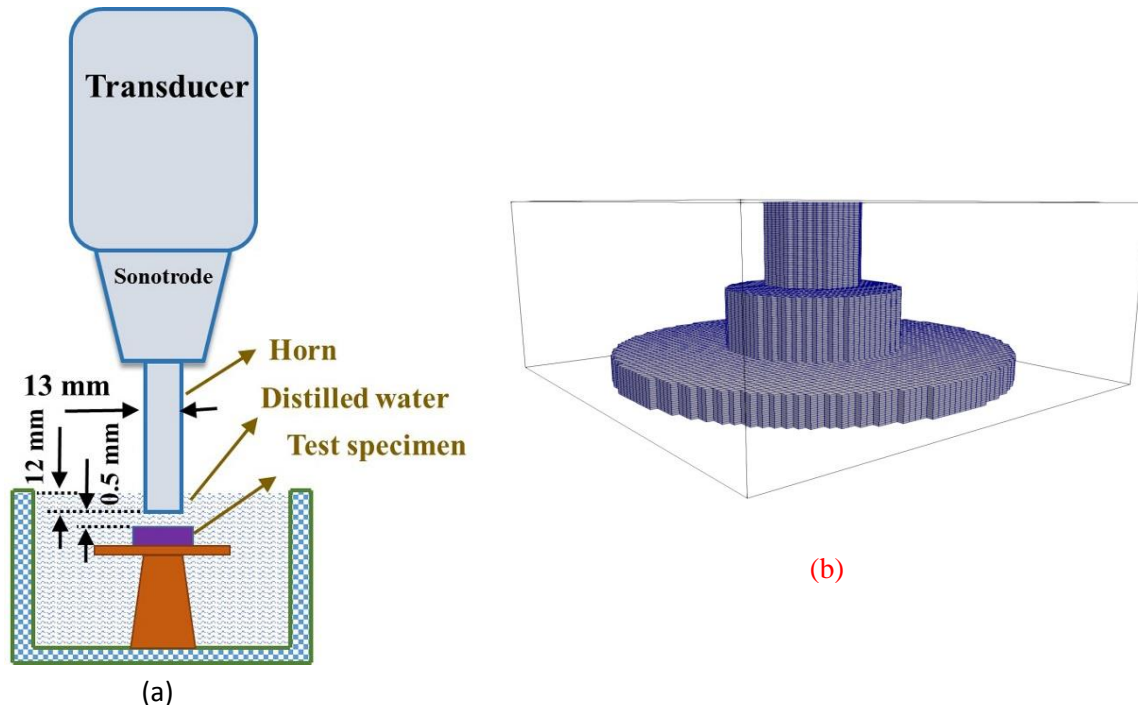 Transducer
Sonotrode
Horn
13 mm
Distilled water
12 mm
0.5 mm
Test specimen
(b)
(a)